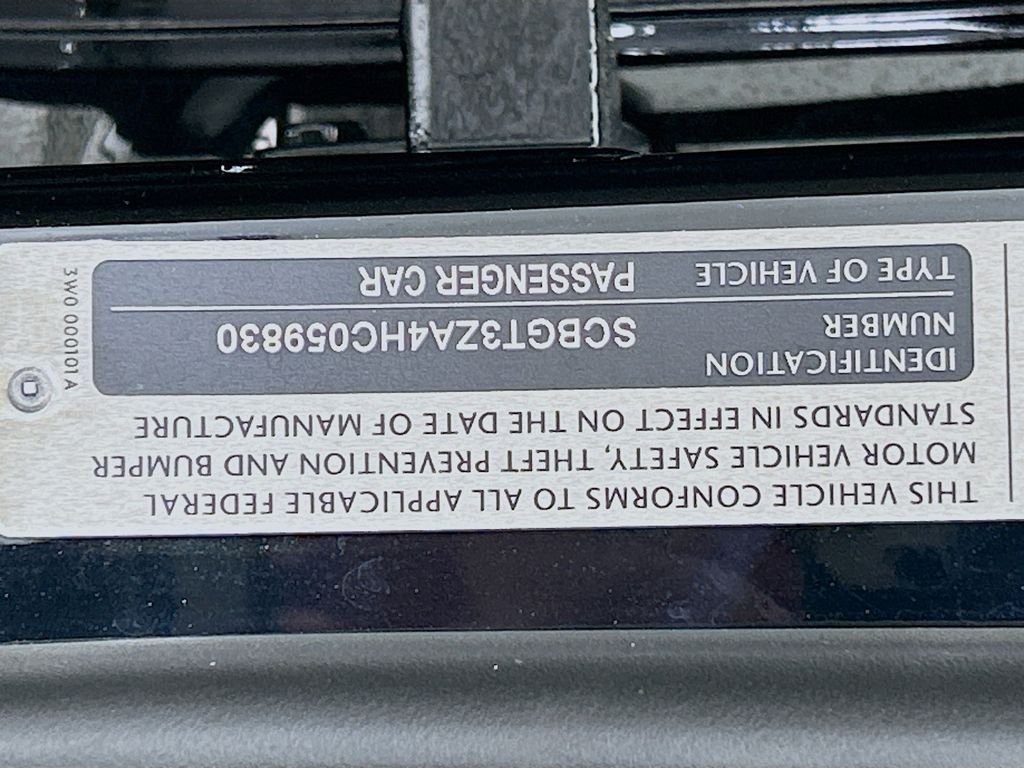 THIS VEHICLE CONFORMS TO ALL APPLICABLE FEDERAL
MOTOR VEHICLE SAFETY, THEFT PREVENTION AND BUMPER
STANDARDS IN EFFECT ON THE DATE OF MANUFACTURE
IDENTIFICATION
NUMBER SCBGT3ZA4HC059830
TYPE OF VEHICLE PASSENGER CAR
3W0 000101A